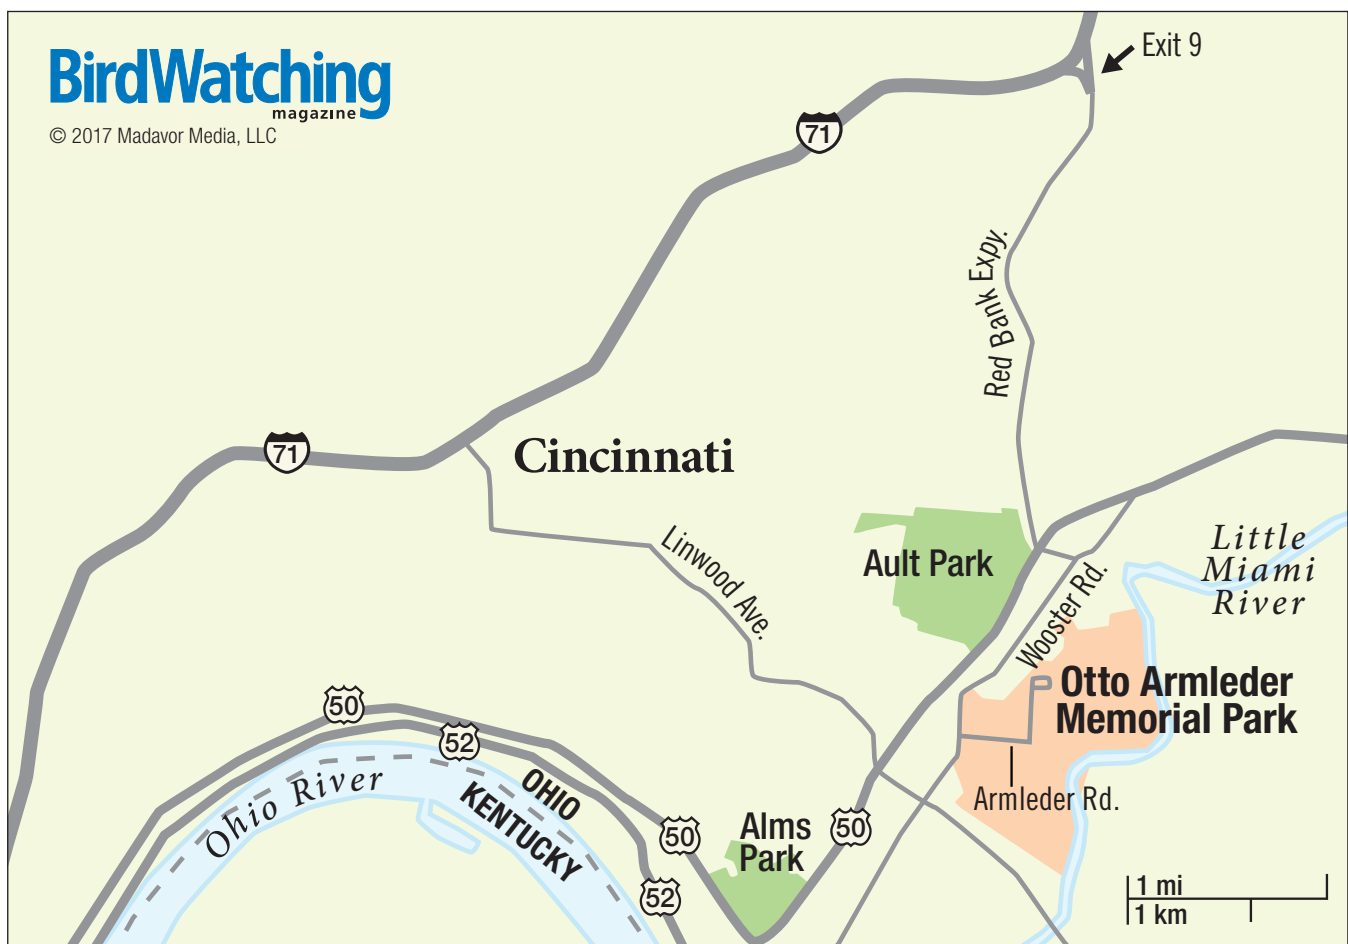 BirdWatching
magazine
© 2017 Madavor Media, LLC
Exit 9
71
Red Bank Expy.
71
Cincinnati
Linwood Ave.
Ault Park
Little
Miami
River
Wooster Rd.
Otto Armleder
Memorial Park
50
52
Ohio River
OHIO
KENTUCKY
Armleder Rd.
50
Alms
Park
50
52
1 mi
1 km